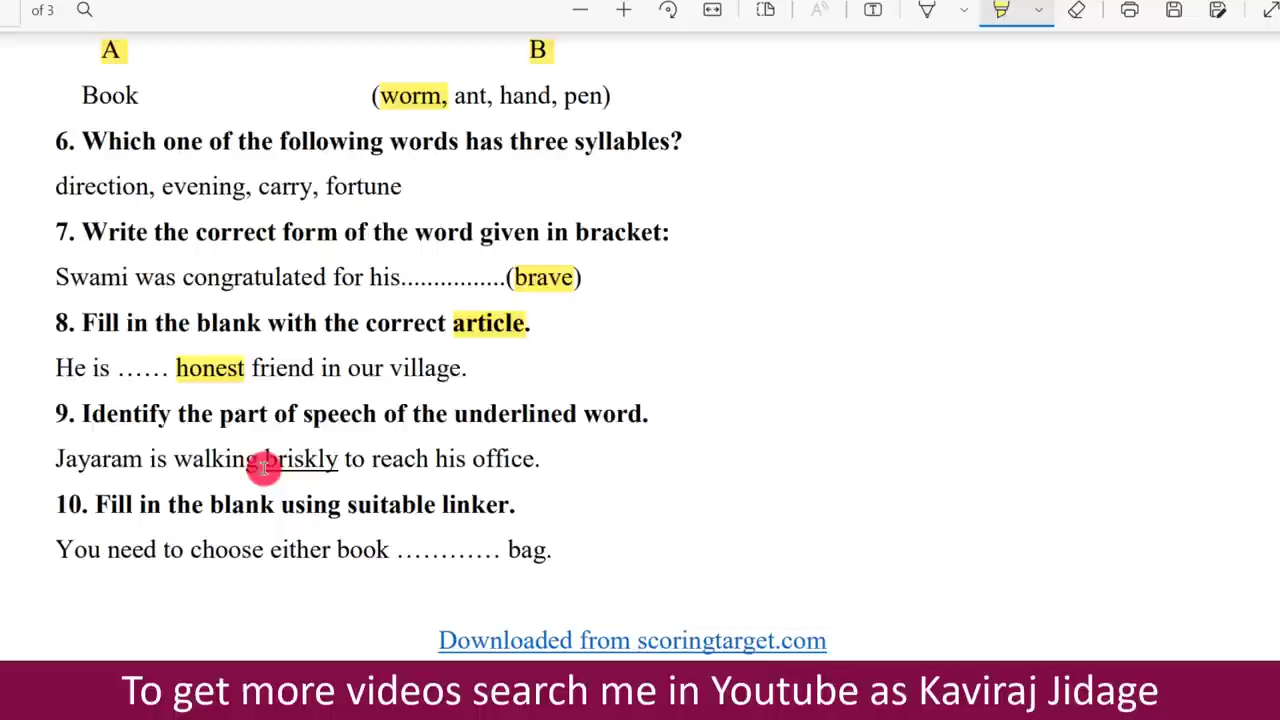 of 3
A B
Book (worm, ant, hand, pen)
6. Which one of the following words has three syllables?
direction, evening, carry, fortune
7. Write the correct form of the word given in bracket:
Swami was congratulated for his................(brave)
8. Fill in the blank with the correct article.
He is …… honest friend in our village.
9. Identify the part of speech of the underlined word.
Jayaram is walking briskly to reach his office.
10. Fill in the blank using suitable linker.
You need to choose either book ………… bag.
Downloaded from scoringtarget.com
To get more videos search me in Youtube as Kaviraj Jidage